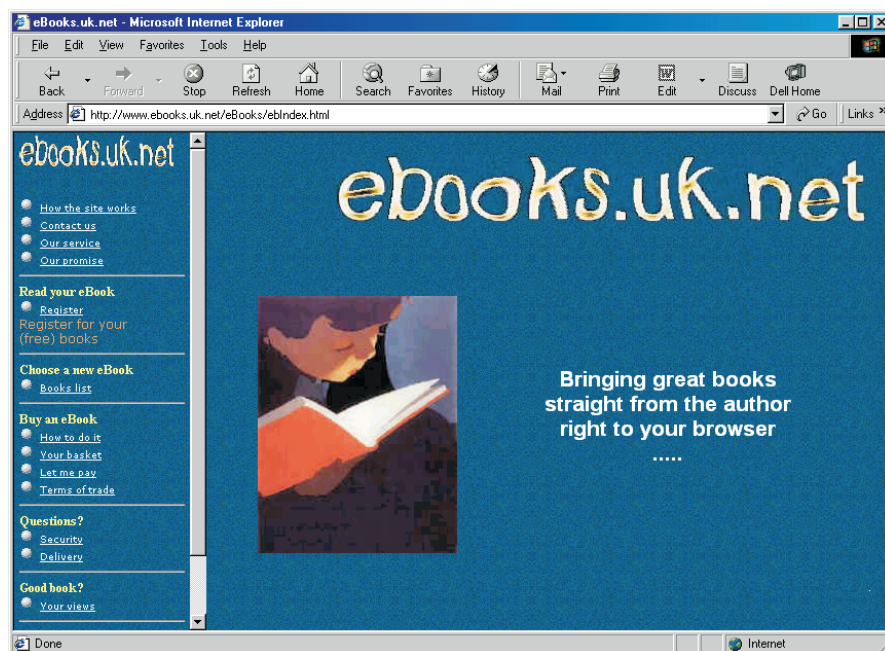 eBooks.uk.net - Microsoft Internet Explorer
File Edit View Favorites Tools Help
Back Forward Stop Refresh Home Search Favorites History Mail Print Edit Discuss Dell Home
Address http://www.ebooks.uk.net/eBooks/ebIndex.html Go Links »
ebooks.uk.net
How the site works
Contact us
Our service
Our promise
Read your eBook
Register
Register for your
(free) books
Choose a new eBook
Books list
Buy an eBook
How to do it
Your basket
Let me pay
Terms of trade
Questions?
Security
Delivery
Good book?
Your views
ebooks.uk.net
Bringing great books
straight from the author
right to your browser
.....
Done Internet